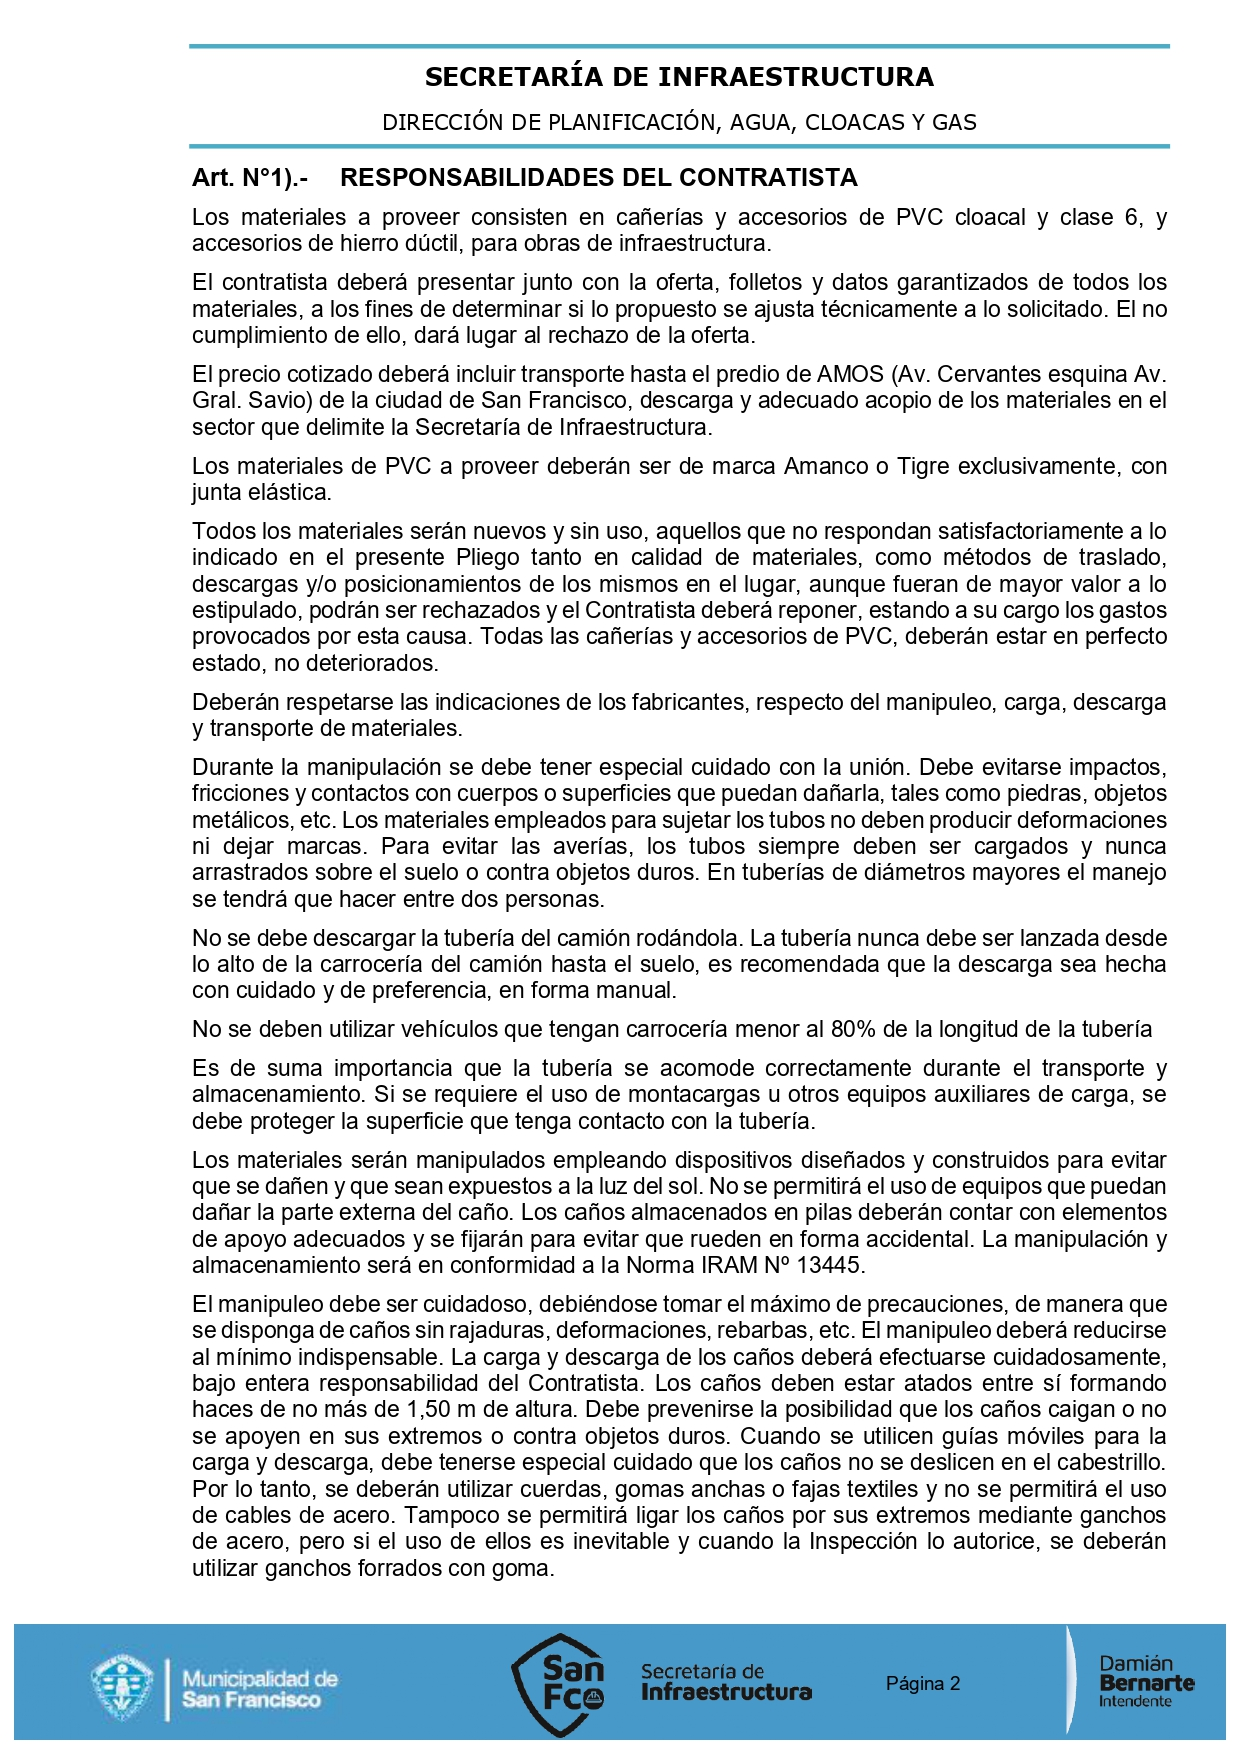 SECRETARÍA DE INFRAESTRUCTURA
DIRECCIÓN DE PLANIFICACIÓN, AGUA, CLOACAS Y GAS
Art. N°1).- RESPONSABILIDADES DEL CONTRATISTA
Los materiales a proveer consisten en cañerías y accesorios de PVC cloacal y clase 6, y
accesorios de hierro dúctil, para obras de infraestructura.
El contratista deberá presentar junto con la oferta, folletos y datos garantizados de todos los
materiales, a los fines de determinar si lo propuesto se ajusta técnicamente a lo solicitado. El no
cumplimiento de ello, dará lugar al rechazo de la oferta.
El precio cotizado deberá incluir transporte hasta el predio de AMOS (Av. Cervantes esquina Av.
Gral. Savio) de la ciudad de San Francisco, descarga y adecuado acopio de los materiales en el
sector que delimite la Secretaría de Infraestructura.
Los materiales de PVC a proveer deberán ser de marca Amanco o Tigre exclusivamente, con
junta elástica.
Todos los materiales serán nuevos y sin uso, aquellos que no respondan satisfactoriamente a lo
indicado en el presente Pliego tanto en calidad de materiales, como métodos de traslado,
descargas y/o posicionamientos de los mismos en el lugar, aunque fueran de mayor valor a lo
estipulado, podrán ser rechazados y el Contratista deberá reponer, estando a su cargo los gastos
provocados por esta causa. Todas las cañerías y accesorios de PVC, deberán estar en perfecto
estado, no deteriorados.
Deberán respetarse las indicaciones de los fabricantes, respecto del manipuleo, carga, descarga
y transporte de materiales.
Durante la manipulación se debe tener especial cuidado con la unión. Debe evitarse impactos,
fricciones y contactos con cuerpos o superficies que puedan dañarla, tales como piedras, objetos
metálicos, etc. Los materiales empleados para sujetar los tubos no deben producir deformaciones
ni dejar marcas. Para evitar las averías, los tubos siempre deben ser cargados y nunca
arrastrados sobre el suelo o contra objetos duros. En tuberías de diámetros mayores el manejo
se tendrá que hacer entre dos personas.
No se debe descargar la tubería del camión rodándola. La tubería nunca debe ser lanzada desde
lo alto de la carrocería del camión hasta el suelo, es recomendada que la descarga sea hecha
con cuidado y de preferencia, en forma manual.
No se deben utilizar vehículos que tengan carrocería menor al 80% de la longitud de la tubería
Es de suma importancia que la tubería se acomode correctamente durante el transporte y
almacenamiento. Si se requiere el uso de montacargas u otros equipos auxiliares de carga, se
debe proteger la superficie que tenga contacto con la tubería.
Los materiales serán manipulados empleando dispositivos diseñados y construidos para evitar
que se dañen y que sean expuestos a la luz del sol. No se permitirá el uso de equipos que puedan
dañar la parte externa del caño. Los caños almacenados en pilas deberán contar con elementos
de apoyo adecuados y se fijarán para evitar que rueden en forma accidental. La manipulación y
almacenamiento será en conformidad a la Norma IRAM Nº 13445.
El manipuleo debe ser cuidadoso, debiéndose tomar el máximo de precauciones, de manera que
se disponga de caños sin rajaduras, deformaciones, rebarbas, etc. El manipuleo deberá reducirse
al mínimo indispensable. La carga y descarga de los caños deberá efectuarse cuidadosamente,
bajo entera responsabilidad del Contratista. Los caños deben estar atados entre sí formando
haces de no más de 1,50 m de altura. Debe prevenirse la posibilidad que los caños caigan o no
se apoyen en sus extremos o contra objetos duros. Cuando se utilicen guías móviles para la
carga y descarga, debe tenerse especial cuidado que los caños no se deslicen en el cabestrillo.
Por lo tanto, se deberán utilizar cuerdas, gomas anchas o fajas textiles y no se permitirá el uso
de cables de acero. Tampoco se permitirá ligar los caños por sus extremos mediante ganchos
de acero, pero si el uso de ellos es inevitable y cuando la Inspección lo autorice, se deberán
utilizar ganchos forrados con goma.
Municipalidad de
San Francisco
San
Fco
Secretaría de
Infraestructura
Página 2
Damián
Bernarte
Intendente